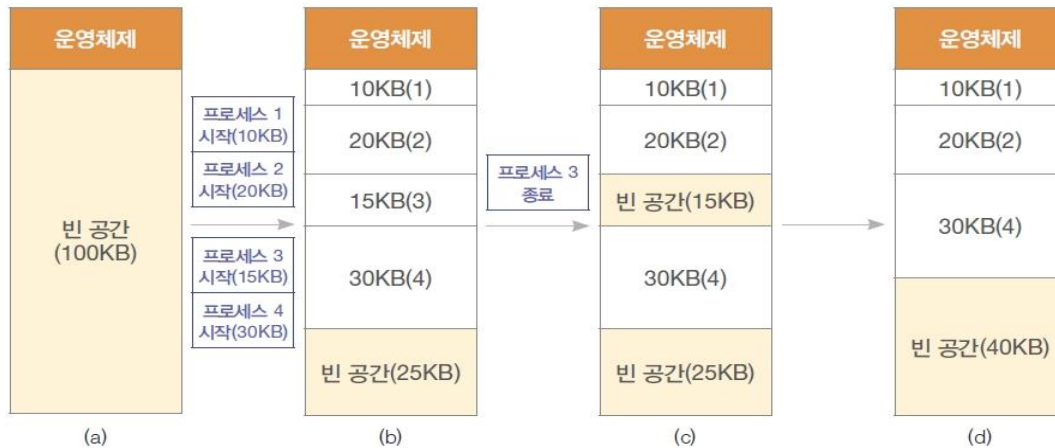 운영체제
빈 공간
(100KB)
(a)
프로세스 1
시작(10KB)
프로세스 2
시작(20KB)
프로세스 3
시작(15KB)
프로세스 4
시작(30KB)
운영체제
10KB(1)
20KB(2)
15KB(3)
30KB(4)
빈 공간(25KB)
(b)
프로세스 3
종료
운영체제
10KB(1)
20KB(2)
빈 공간(15KB)
30KB(4)
빈 공간(25KB)
(c)
운영체제
10KB(1)
20KB(2)
30KB(4)
빈 공간(40KB)
(d)